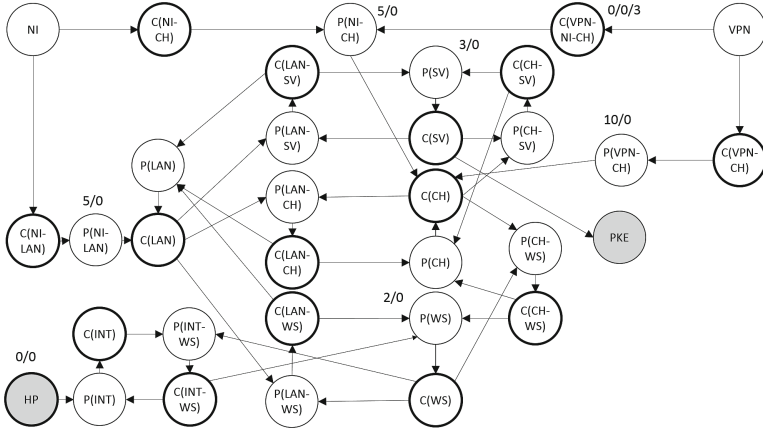 5/0
0/0/3
NI
C(NI-
CH)
P(NI-
CH)
C(VPN-
NI-CH)
VPN
3/0
C(LAN-
SV)
P(SV)
C(CH-
SV)
10/0
P(LAN-
SV)
C(SV)
P(CH-
SV)
P(LAN)
P(VPN-
CH)
C(VPN-
CH)
5/0
P(LAN-
CH)
C(CH)
C(NI-
LAN)
P(NI-
LAN)
C(LAN)
PKE
C(LAN-
CH)
P(CH)
P(CH-
WS)
2/0
C(LAN-
WS)
P(WS)
C(CH-
WS)
C(INT)
P(INT-
WS)
0/0
HP
P(INT)
C(INT-
WS)
P(LAN-
WS)
C(WS)